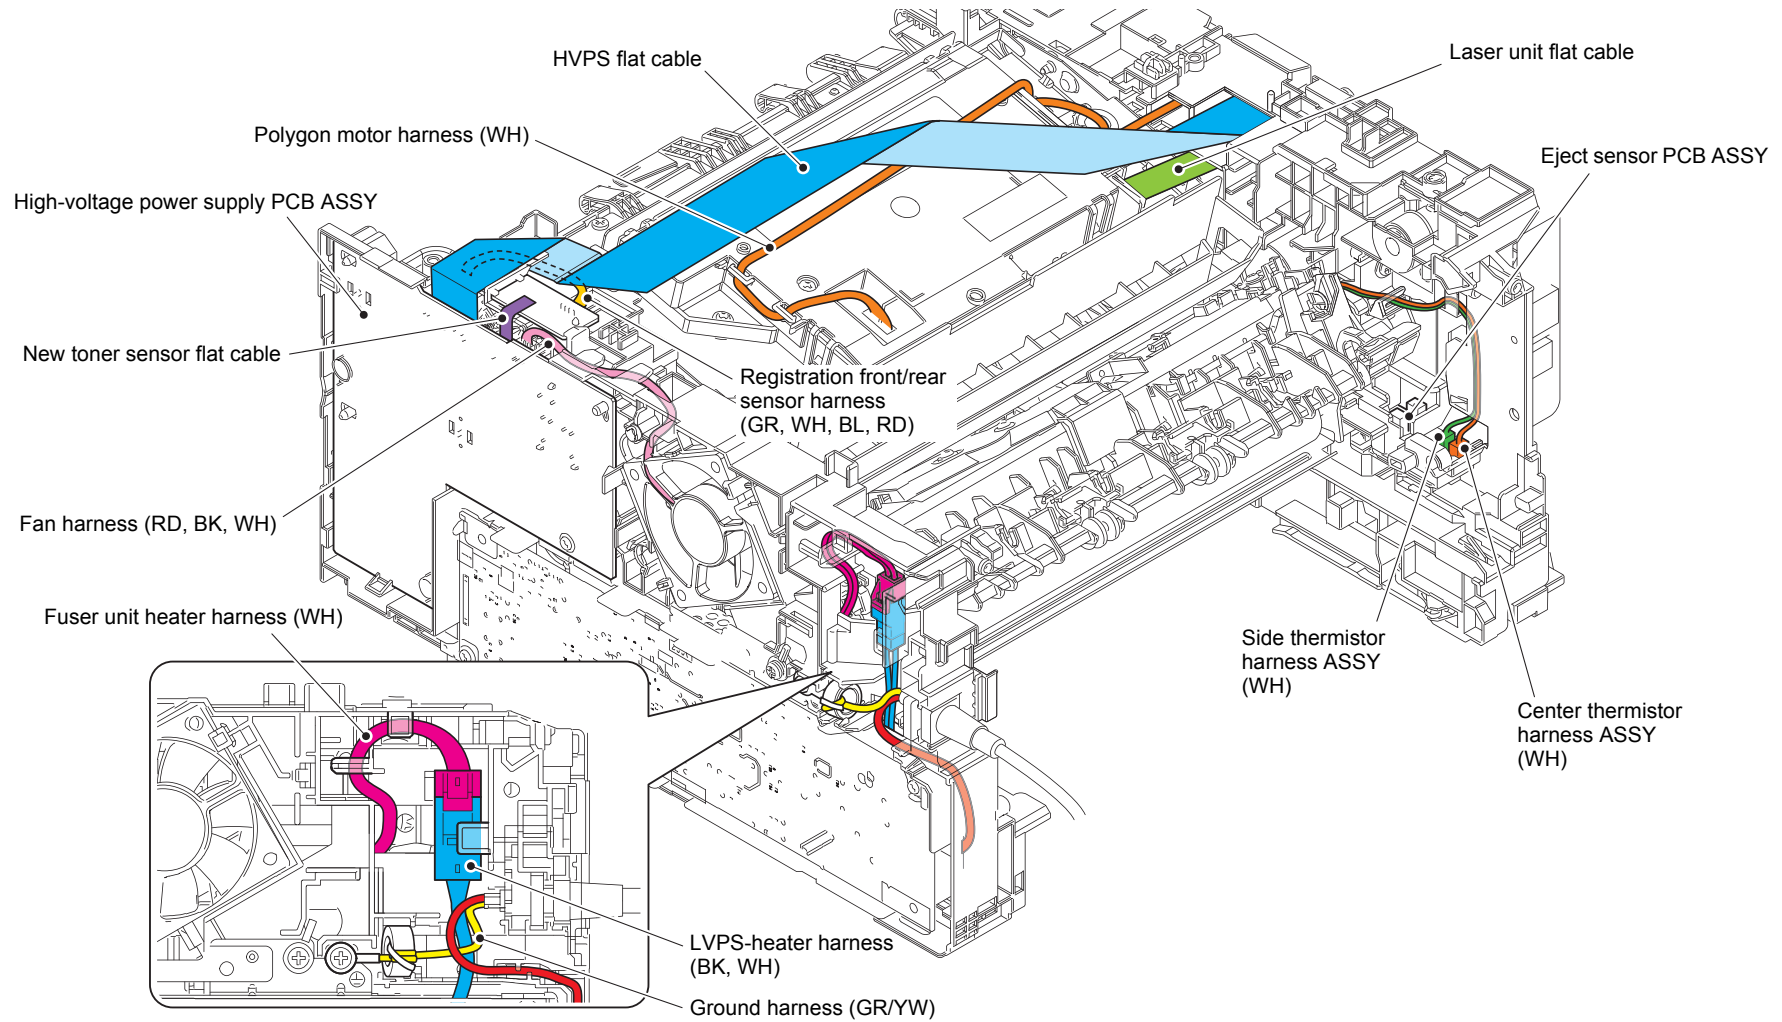 HVPS flat cable
Laser unit flat cable
Polygon motor harness (WH)
Eject sensor PCB ASSY
High-voltage power supply PCB ASSY
New toner sensor flat cable
Registration front/rear
sensor harness
(GR, WH, BL, RD)
Fan harness (RD, BK, WH)
Fuser unit heater harness (WH)
Side thermistor
harness ASSY
(WH)
Center thermistor
harness ASSY
(WH)
LVPS-heater harness
(BK, WH)
Ground harness (GR/YW)